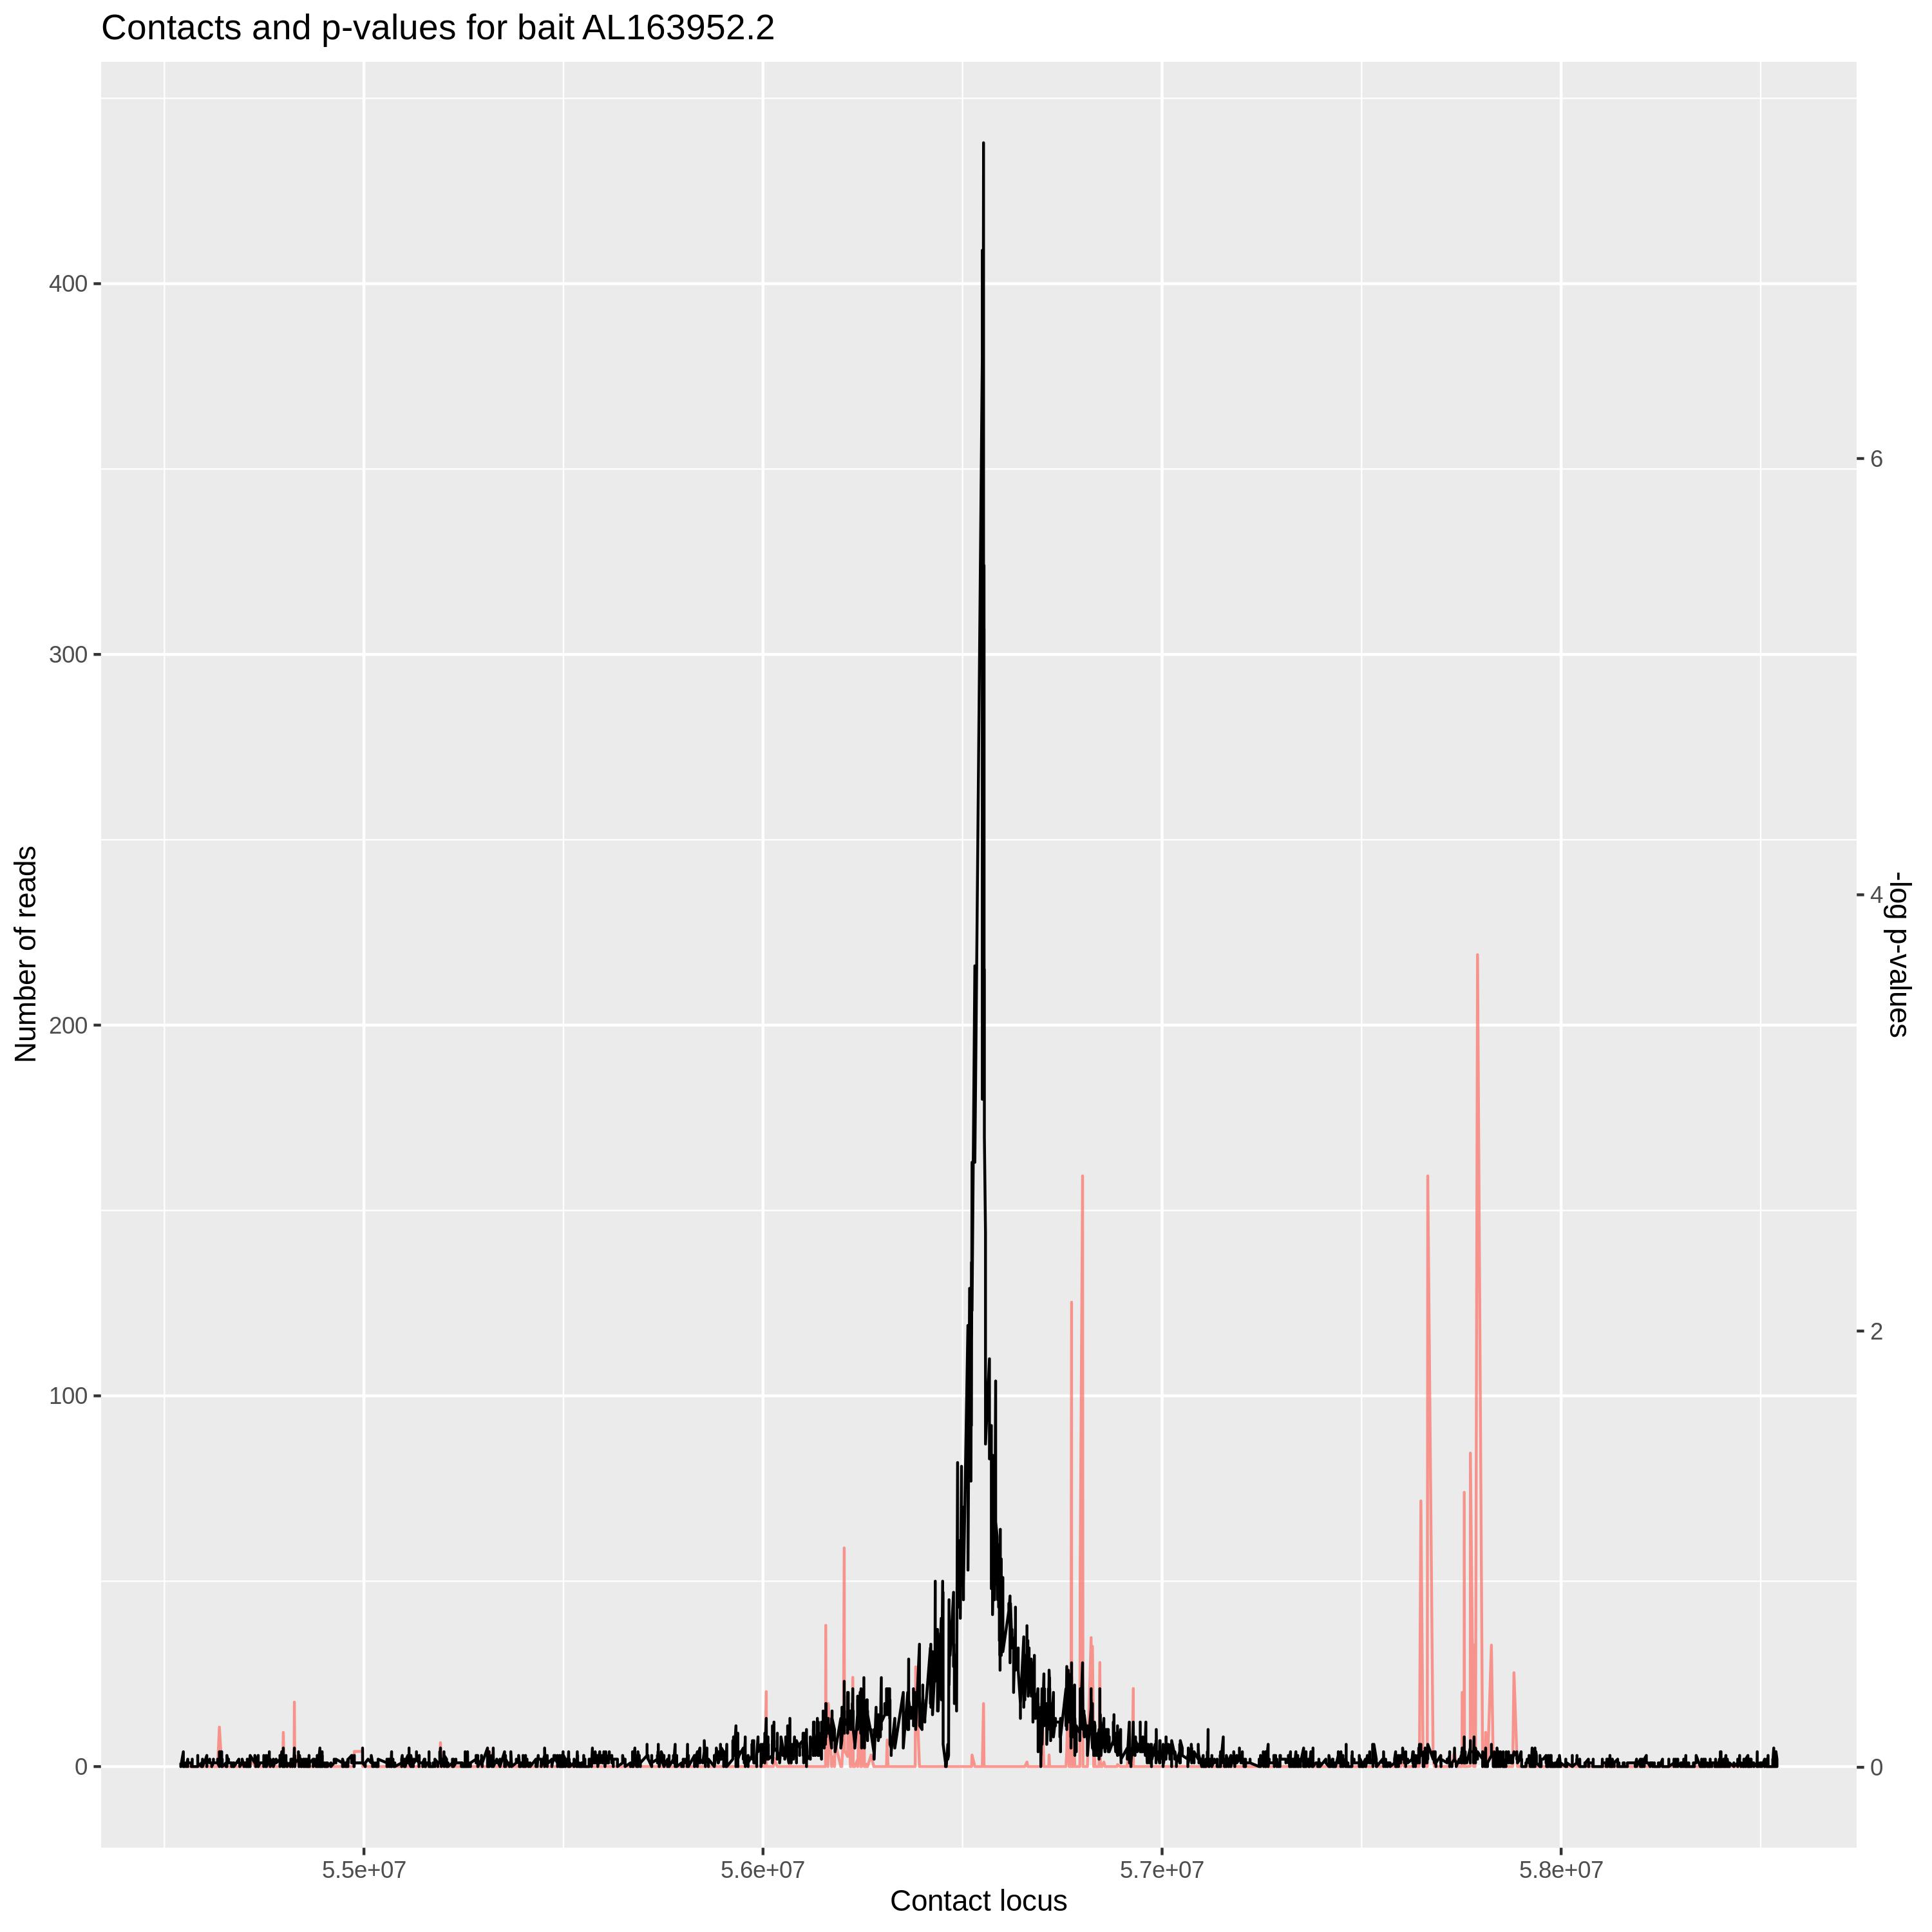 Contacts and p-values for bait AL163952.2
Number of reads
400
300
200
100
0
6
4
2
0
-log p-values
5.5e+07
5.6e+07
5.7e+07
5.8e+07
Contact locus